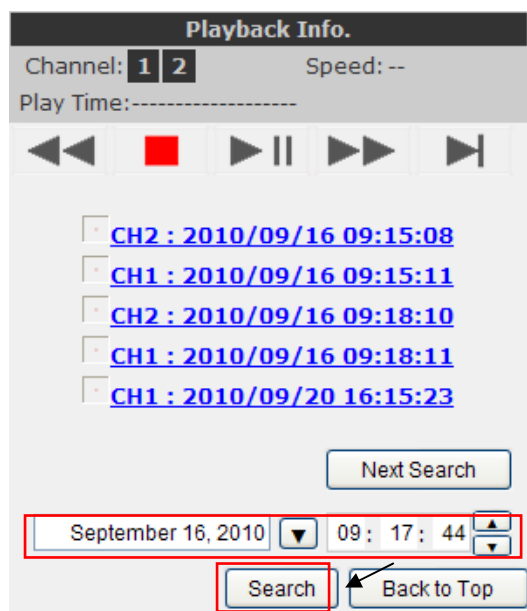 Playback Info.
Channel: 1 2 Speed: --
Play Time:-------------------
CH2 : 2010/09/16 09:15:08
CH1 : 2010/09/16 09:15:11
CH2 : 2010/09/16 09:18:10
CH1 : 2010/09/16 09:18:11
CH1 : 2010/09/20 16:15:23
Next Search
September 16, 2010 09 : 17 : 44
Search Back to Top